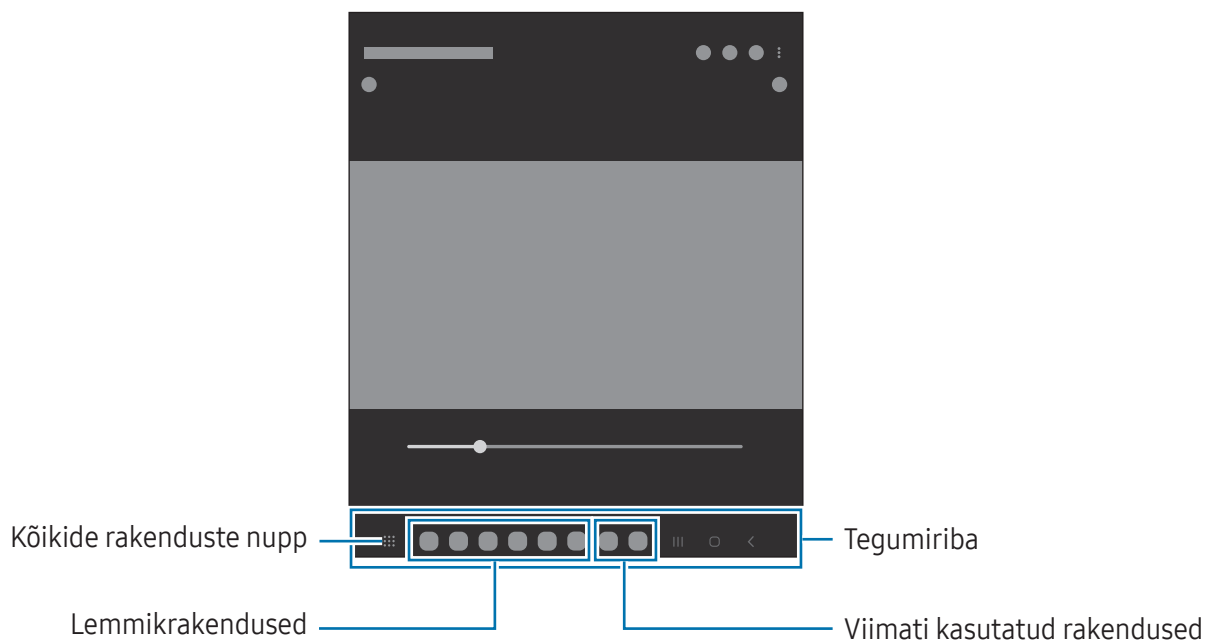 Kõikide rakenduste nupp
Tegumiriba
Lemmikrakendused
Viimati kasutatud rakendused